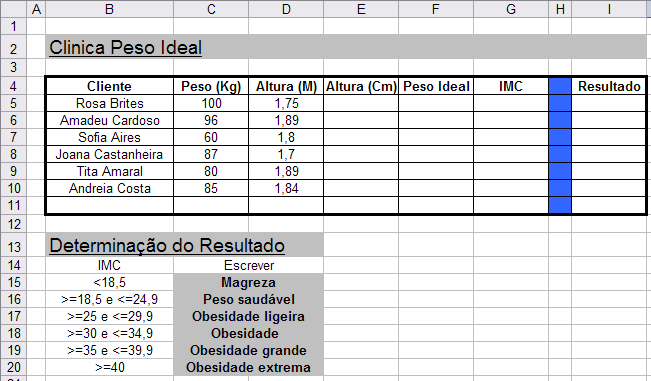 A B C D E F G H I
1
2 Clinica Peso Ideal
3
4 Cliente Peso (Kg) Altura (M) Altura (Cm) Peso Ideal IMC Resultado
5 Rosa Brites 100 1,75
6 Amadeu Cardoso 96 1,89
7 Sofia Aires 60 1,8
8 Joana Castanheira 87 1,7
9 Tita Amaral 80 1,89
10 Andreia Costa 85 1,84
11
12
13 Determinação do Resultado
14 IMC Escrever
15 <18,5 Magreza
16 >=18,5 e <=24,9 Peso saudável
17 >=25 e <=29,9 Obesidade ligeira
18 >=30 e <=34,9 Obesidade
19 >=35 e <=39,9 Obesidade grande
20 >=40 Obesidade extrema